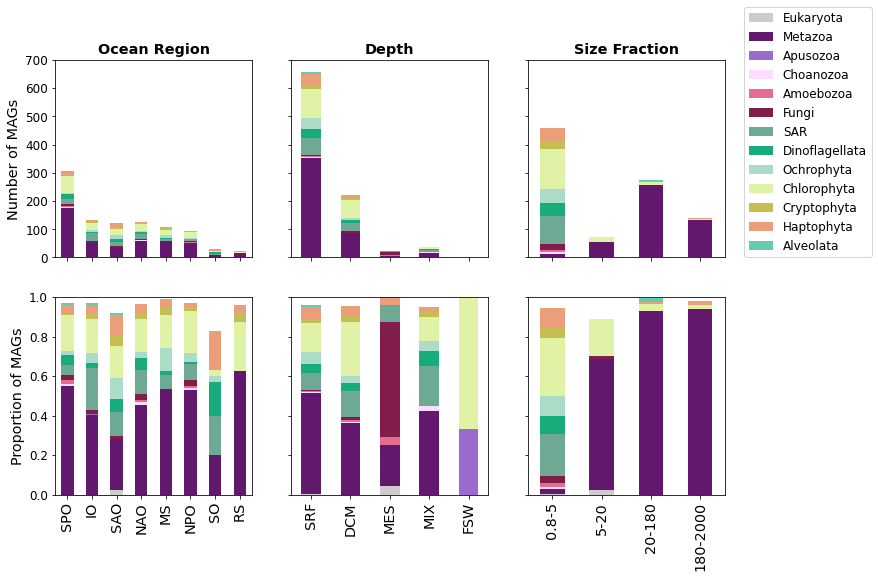 Ocean Region
Depth
Size Fraction
Number of MAGs
700
600
500
400
300
200
100
0
Proportion of MAGs
1.0
0.8
0.6
0.4
0.2
0.0
SPO
IO
SAO
NAO
MS
NPO
SO
RS
SRF
DCM
MES
MIX
FSW
0.8-5
5-20
20-180
180-2000
Eukaryota
Metazoa
Apusozoa
Choanozoa
Amoebozoa
Fungi
SAR
Dinoflagellata
Ochrophyta
Chlorophyta
Cryptophyta
Haptophyta
Alveolata